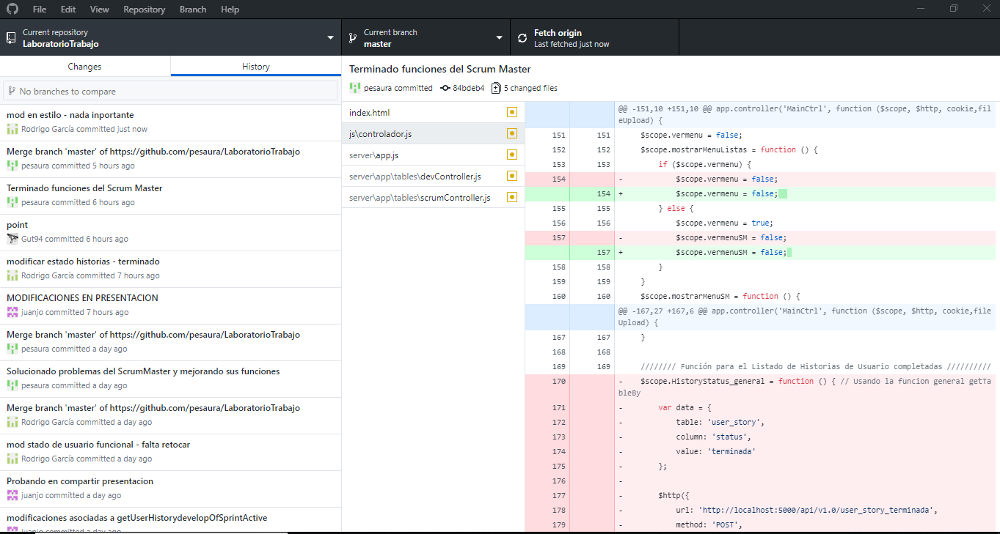 File Edit View Repository Branch Help
Current repository
LaboratorioTrabajo
Current branch
master
Fetch origin
Last fetched just now
Changes History
No branches to compare
mod en estilo - nada inportante
Rodrigo García committed just now
Merge branch 'master' of https://github.com/pesaura/LaboratorioTrabajo
pesaura committed 5 hours ago
Terminado funciones del Scrum Master
pesaura committed 6 hours ago
point
Gut94 committed 6 hours ago
modificar estado historias - terminado
Rodrigo García committed 7 hours ago
MODIFICACIONES EN PRESENTACION
juanjo committed 7 hours ago
Merge branch 'master' of https://github.com/pesaura/LaboratorioTrabajo
pesaura committed a day ago
Solucionado problemas del ScrumMaster y mejorando sus funciones
pesaura committed a day ago
Merge branch 'master' of https://github.com/pesaura/LaboratorioTrabajo
Rodrigo García committed a day ago
mod stado de usuario funcional - falta retocar
Rodrigo García committed a day ago
Probando en compartir presentacion
juanjo committed a day ago
modificaciones asociadas a getUserHistorydevelopOfSprintActive
juanjo committed a day ago
Terminado funciones del Scrum Master
pesaura committed 84bdeb4 5 changed files
index.html
js\controlador.js
server\app.js
server\app\tables\devController.js
server\app\tables\scrumController.js
@@ -151,10 +151,10 @@ app.controller('MainCtrl', function ($scope, $http, cookie,fil
eUpload) {
151 151 $scope.vermenu = false;
152 152 $scope.mostrarMenuListas = function () {
153 153 if ($scope.vermenu) {
154 - $scope.vermenu = false;
154 + $scope.vermenu = false;
155 155 } else {
156 156 $scope.vermenu = true;
157 - $scope.vermenuSM = false;
157 + $scope.vermenuSM = false;
158 158 }
159 159 }
160 160 $scope.mostrarMenuSM = function () {
@@ -167,27 +167,6 @@ app.controller('MainCtrl', function ($scope, $http, cookie,file
Upload) {
167 167 }
168 168
169 169 //////// Función para el Listado de Historias de Usuario completadas //////////
170 - $scope.HistoryStatus_general = function () { // Usando la funcion general getTa
bleBy
171 - var data = {
172 - table: 'user_story',
173 - column: 'status',
174 - value: 'terminada'
175 - };
176 -
177 - $http({
178 - url: 'http://localhost:5000/api/v1.0/user_story_terminada',
179 - method: 'POST',